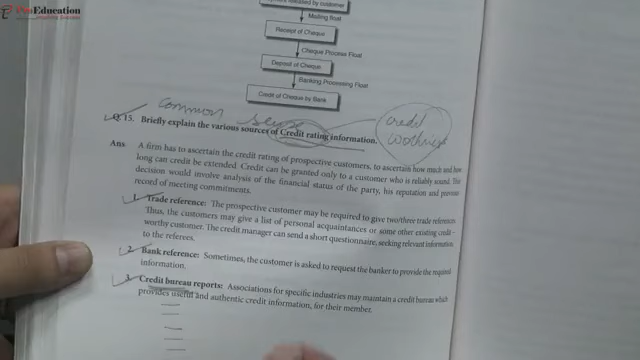 ProEducation
Mailing float
Receipt of Cheque
Cheque Process Float
Deposit of Cheque
Banking Processing Float
Credit of Cheque by Bank
common sense
Q.15. Briefly explain the various sources of Credit rating information.
credit
Ans A firm has to ascertain the credit rating of prospective customers, to ascertain how much and how
long can credit be extended. Credit can be granted only to a customer who is reliably sound. This
decision would involve analysis of the financial status of the party, his reputation and previous
record of meeting commitments.
1. Trade reference: The prospective customer may be required to give two/three trade references.
Thus, the customers may give a list of personal acquaintances or some other existing credit-
worthy customer. The credit manager can send a short questionnaire, seeking relevant information
to the referees.
2. Bank reference: Sometimes, the customer is asked to request the banker to provide the required
information.
3. Credit bureau reports: Associations for specific industries may maintain a credit bureau which
provides useful and authentic credit information, for their member.